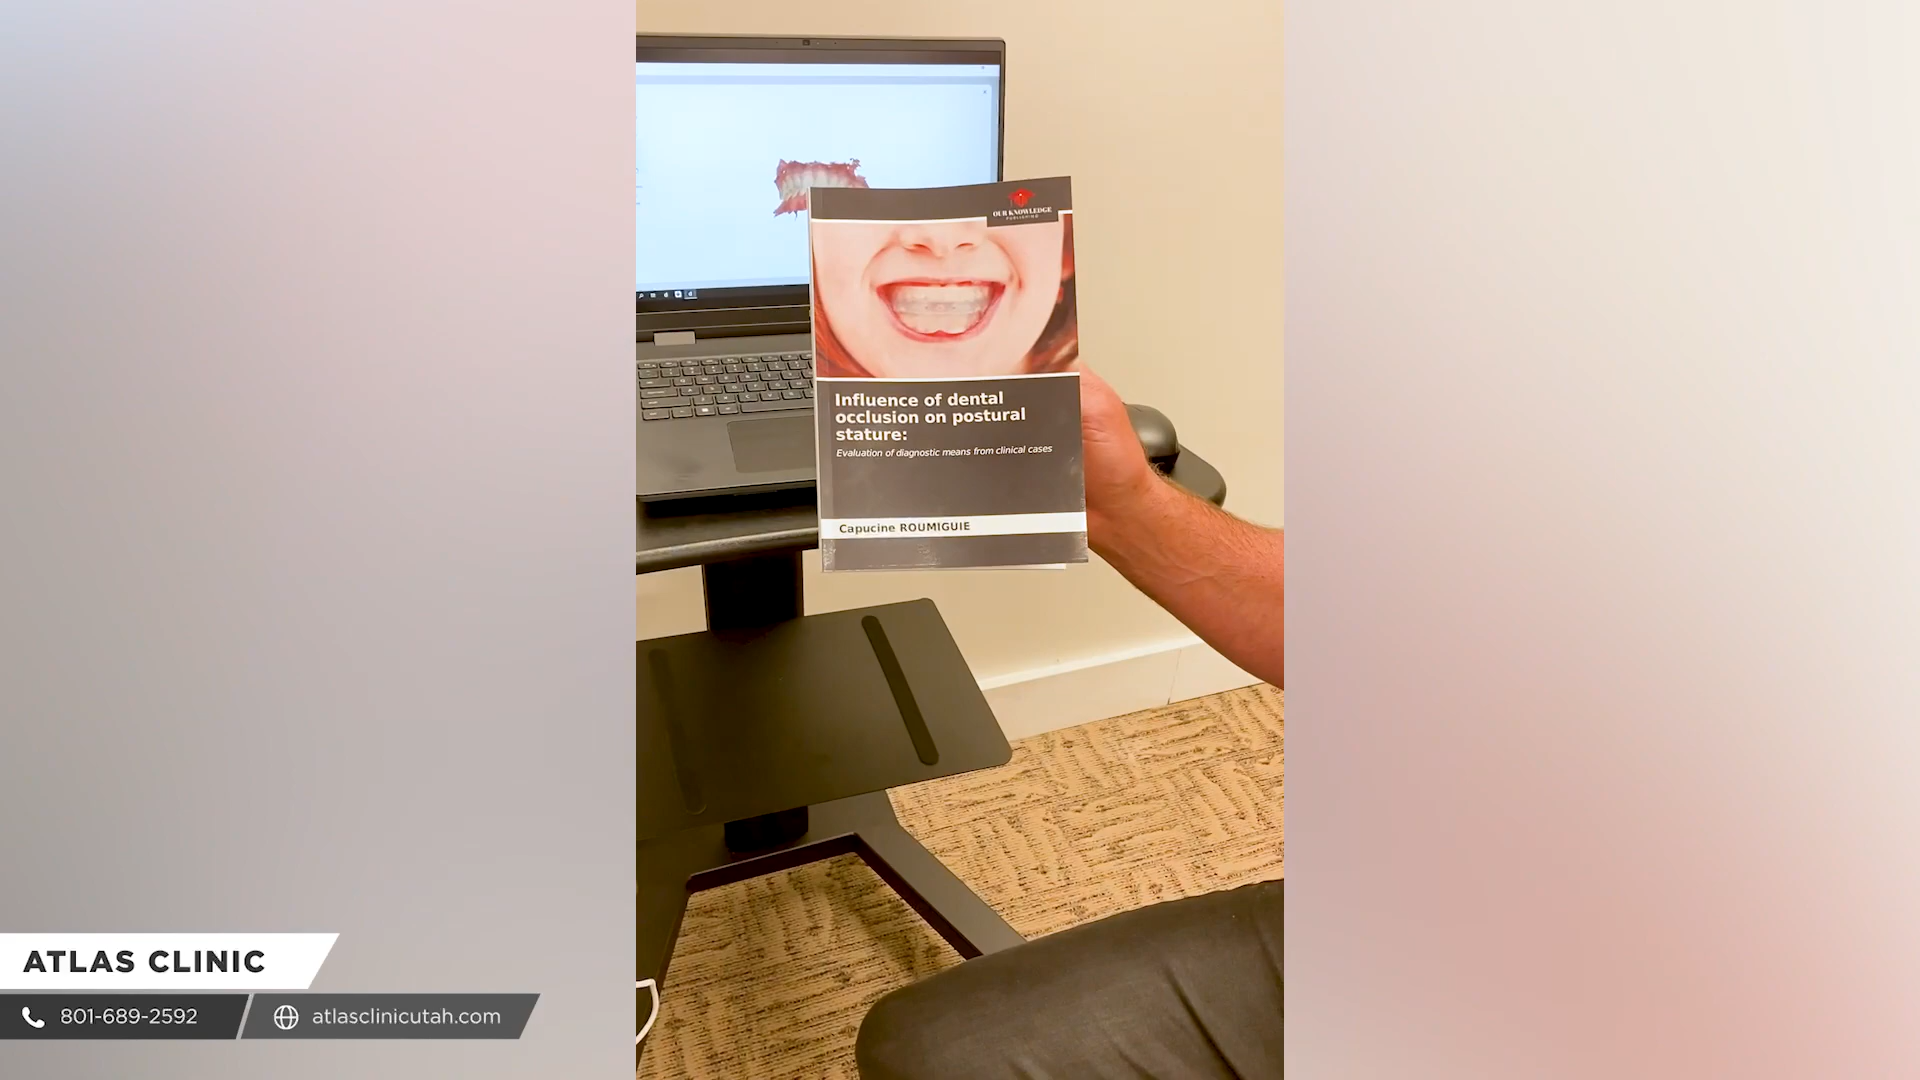 OUR KNOWLEDGE
PUBLISHING
Influence of dental
occlusion on postural
stature:
Evaluation of diagnostic means from clinical cases
Capucine ROUMIGUIE
ATLAS CLINIC
801-689-2592
atlasclinicutah.com